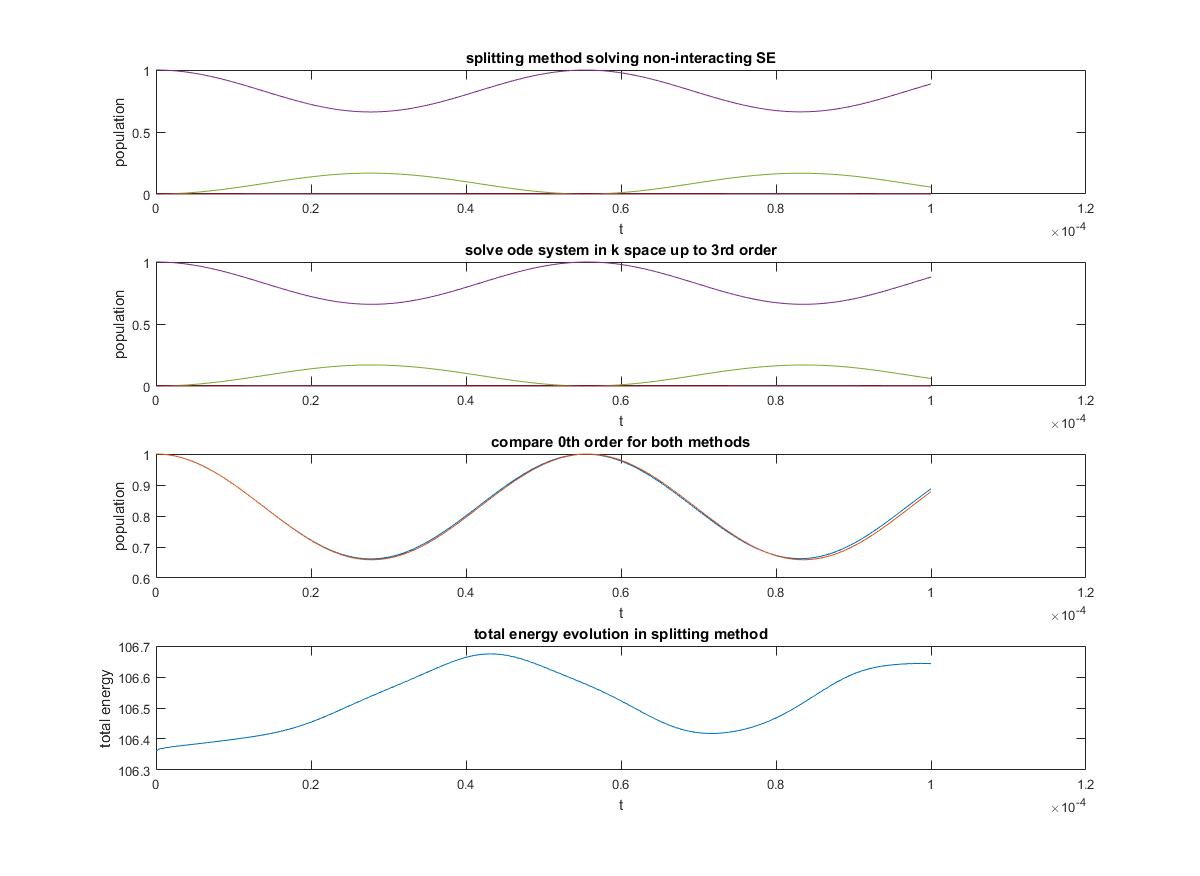 splitting method solving non-interacting SE
1
0.5
0
population
0 0.2 0.4 0.6 0.8 1 1.2
t
×10-4
solve ode system in k space up to 3rd order
1
0.5
0
population
0 0.2 0.4 0.6 0.8 1 1.2
t
×10-4
compare 0th order for both methods
1
0.9
0.8
0.7
0.6
population
0 0.2 0.4 0.6 0.8 1 1.2
t
×10-4
total energy evolution in splitting method
106.7
106.6
106.5
106.4
106.3
total energy
0 0.2 0.4 0.6 0.8 1 1.2
t
×10-4